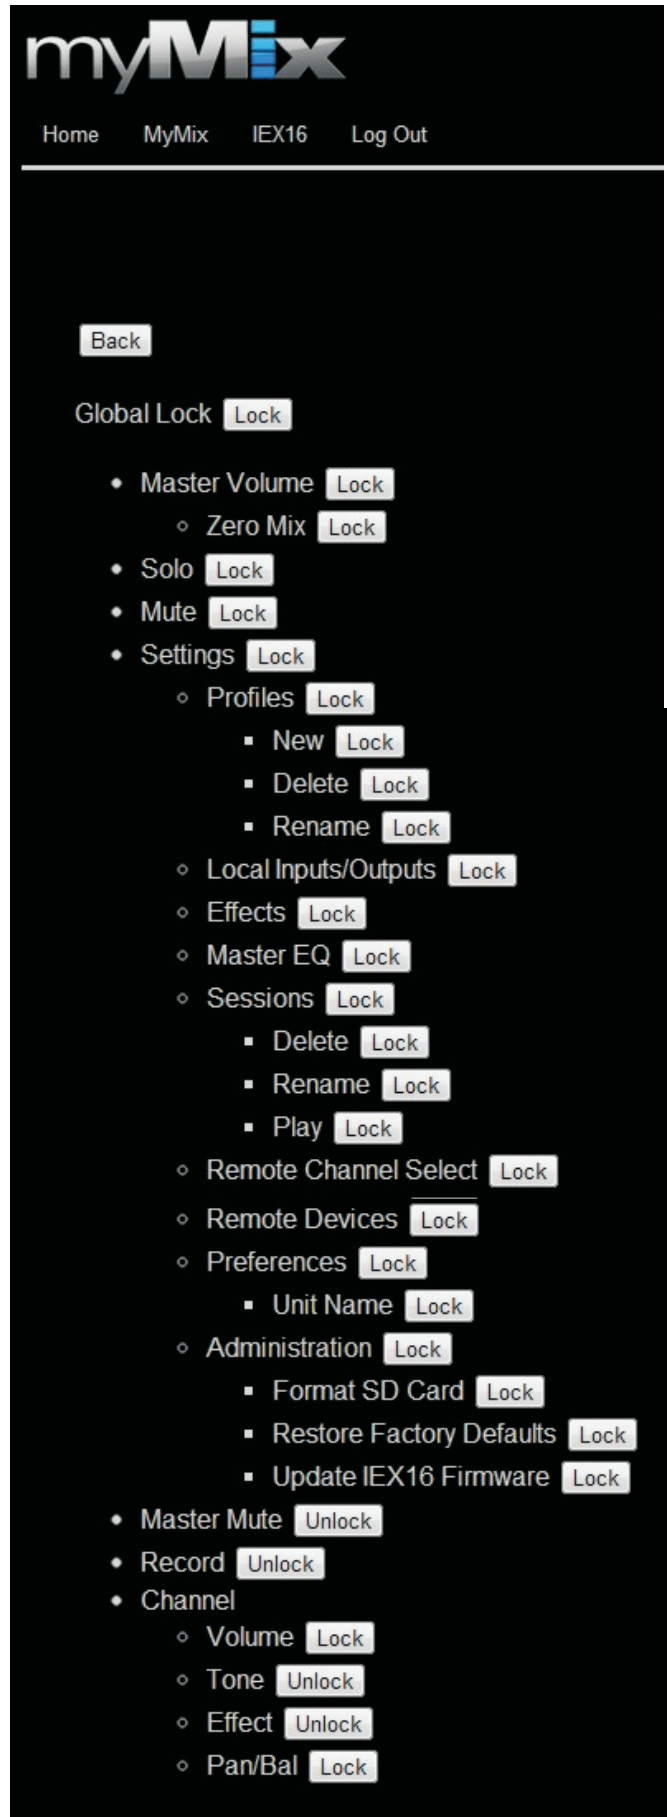 myMix
Home MyMix IEX16 Log Out
Back
Global Lock Lock
Master Volume Lock
Zero Mix Lock
Solo Lock
Mute Lock
Settings Lock
Profiles Lock
New Lock
Delete Lock
Rename Lock
Local Inputs/Outputs Lock
Effects Lock
Master EQ Lock
Sessions Lock
Delete Lock
Rename Lock
Play Lock
Remote Channel Select Lock
Remote Devices Lock
Preferences Lock
Unit Name Lock
Administration Lock
Format SD Card Lock
Restore Factory Defaults Lock
Update IEX16 Firmware Lock
Master Mute Unlock
Record Unlock
Channel
Volume Lock
Tone Unlock
Effect Unlock
Pan/Bal Lock